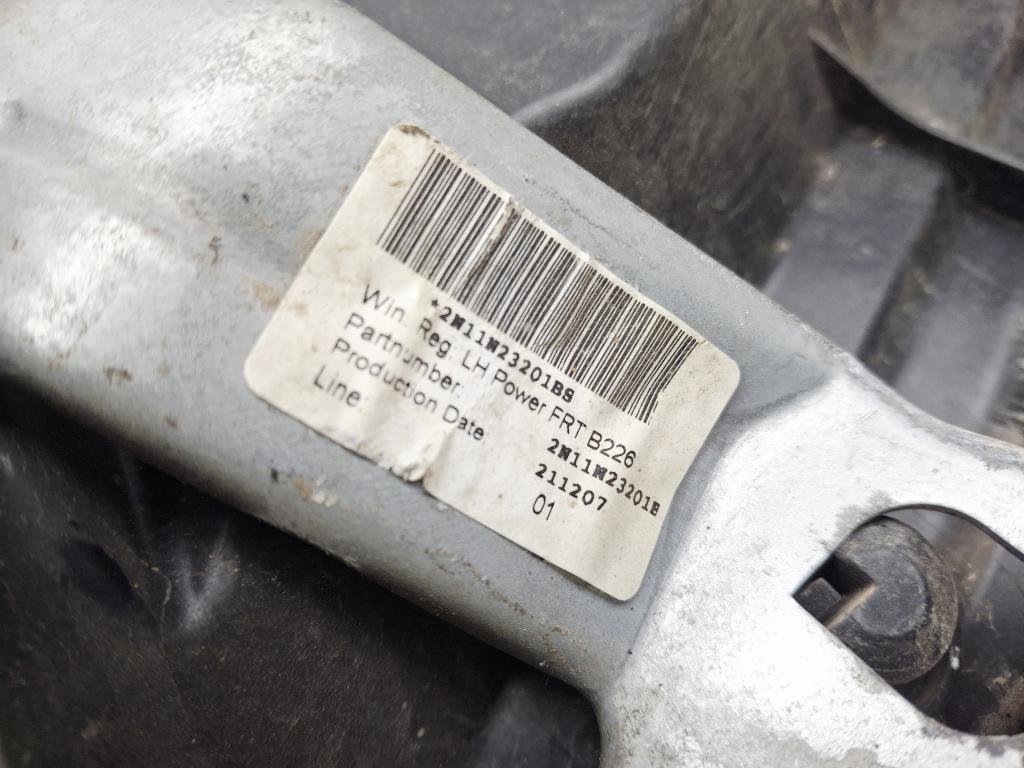 *2N11N23201BS
Win. Reg. LH Power FRT B226
Partnumber: 2N11N23201B
Production Date 211207
Line: 01